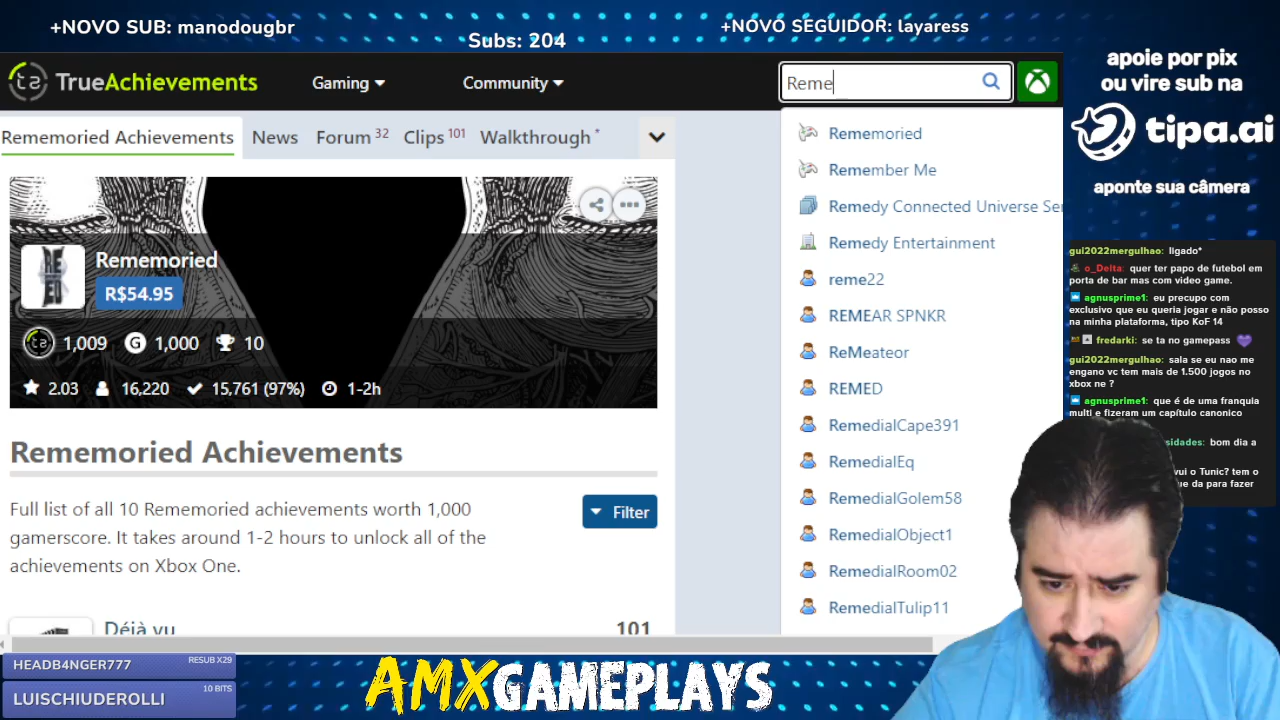 +NOVO SUB: manodougbr
Subs: 204
+NOVO SEGUIDOR: layaress
TrueAchievements
Gaming
Community
Reme
Rememoried Achievements
News
Forum 32
Clips 101
Walkthrough *
Rememoried
R$54.95
1,009
G 1,000
10
2.03
16,220
15,761 (97%)
1-2h
Rememoried Achievements
Full list of all 10 Rememoried achievements worth 1,000
gamerscore. It takes around 1-2 hours to unlock all of the
achievements on Xbox One.
Filter
Déjà vu
101
Rememoried
Remember Me
Remedy Connected Universe Se
Remedy Entertainment
reme22
REMEAR SPNKR
ReMeateor
REMED
RemedialCape391
RemedialEq
RemedialGolem58
RemedialObject1
RemedialRoom02
RemedialTulip11
apoie por pix
ou vire sub na
tipa.ai
aponte sua câmera
gui2022mergulhao: ligado*
o_Delta: quer ter papo de futebol em
porta de bar mas com video game.
agnusprime1: eu precupo com
exclusivo que eu queria jogar e não posso
na minha plataforma, tipo KoF 14
fredarki: se ta no gamepass
gui2022mergulhao: sala se eu nao me
engano vc tem mais de 1.500 jogos no
xbox ne ?
agnusprime1: que é de uma franquia
multi e fizeram um capítulo canonico
sidades: bom dia a
vui o Tunic? tem o
ue da para fazer
HEADB4NGER777
RESUB X29
LUISCHIUDEROLLI
10 BITS
AMXGAMEPLAYS